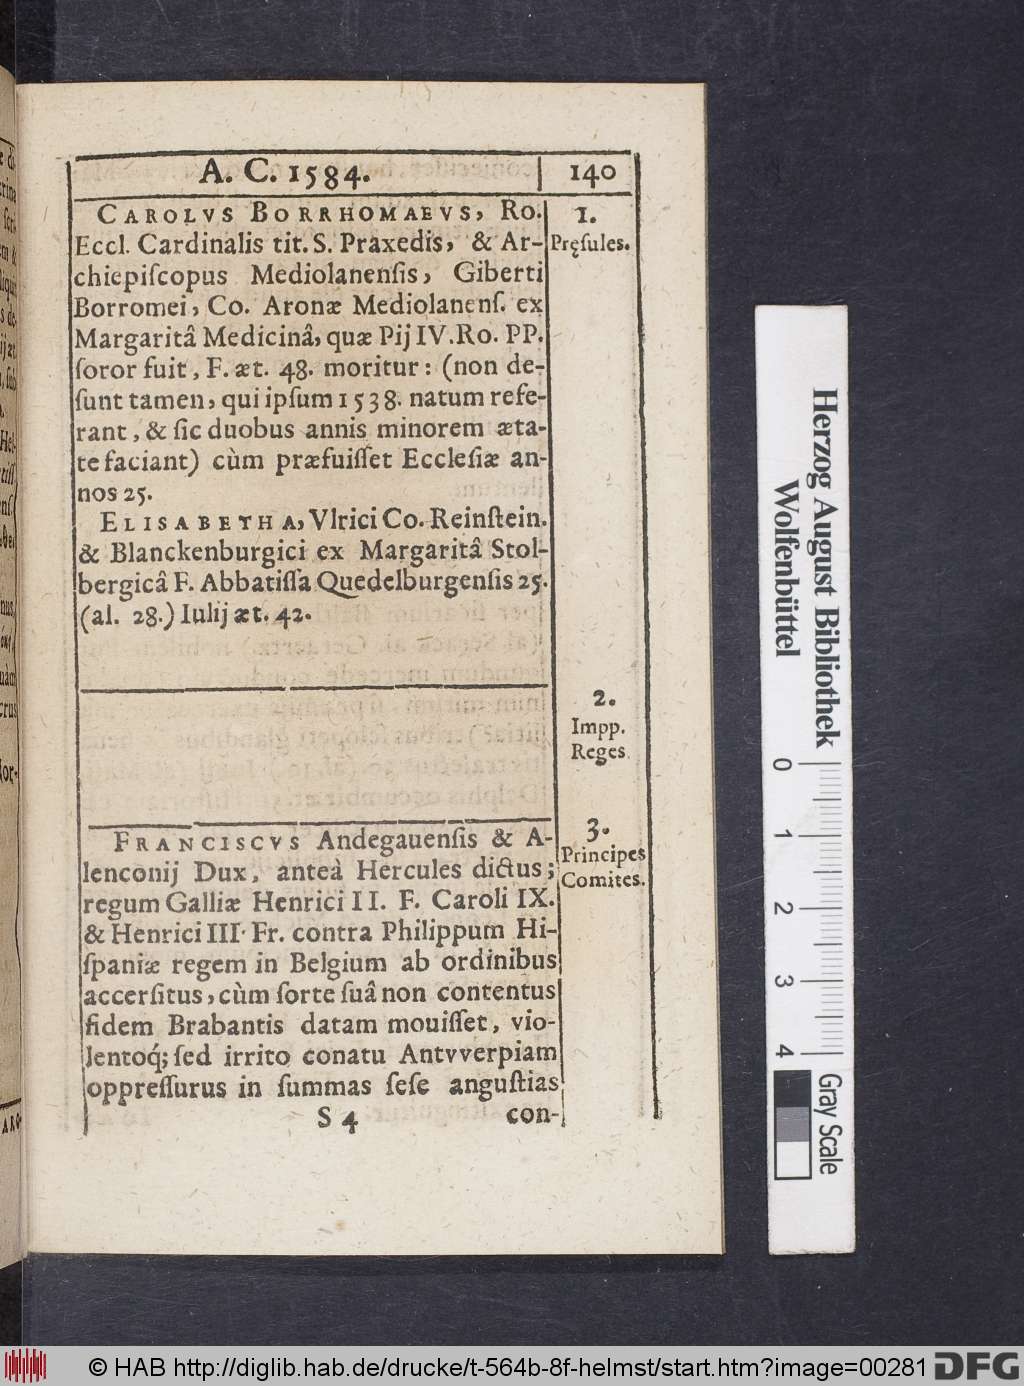 A. C. 1584.
140
CAROLVS BORRHOMAEVS, Ro.
Eccl. Cardinalis tit. S. Praxedis, & Ar-
chiepiſcopus Mediolanenſis, Giberti
Borromei, Co. Aronæ Mediolanenſ. ex
Margaritâ Medicinâ, quæ Pij IV. Ro. PP.
ſoror fuit, F. æt. 48. moritur: (non de-
ſunt tamen, qui ipſum 1538. natum refe-
rant, & ſic duobus annis minorem æta-
te faciant) cùm præfuiſſet Eccleſiæ an-
nos 25.
ELISABETHA, Vlrici Co. Reinſtein.
& Blanckenburgici ex Margaritâ Stol-
bergicâ F. Abbatiſſa Quedelburgenſis 25.
(al. 28.) Iulij æt. 42.
1.
Pręſules.
2.
Impp.
Reges
FRANCISCVS Andegauenſis & A-
lenconij Dux, anteà Hercules dictus;
regum Galliæ Henrici II. F. Caroli IX.
& Henrici III. Fr. contra Philippum Hi-
ſpaniæ regem in Belgium ab ordinibus
accerſitus, cùm ſorte ſuâ non contentus
fidem Brabantis datam mouiſſet, vio-
lentoq́; ſed irrito conatu Antvverpiam
oppreſſurus in ſummas ſeſe anguſtias
S 4
con-
3.
Principes
Comites.
Herzog August Bibliothek
Wolfenbüttel
0 1 2 3 4
Gray Scale
© HAB http://diglib.hab.de/drucke/t-564b-8f-helmst/start.htm?image=00281
DFG